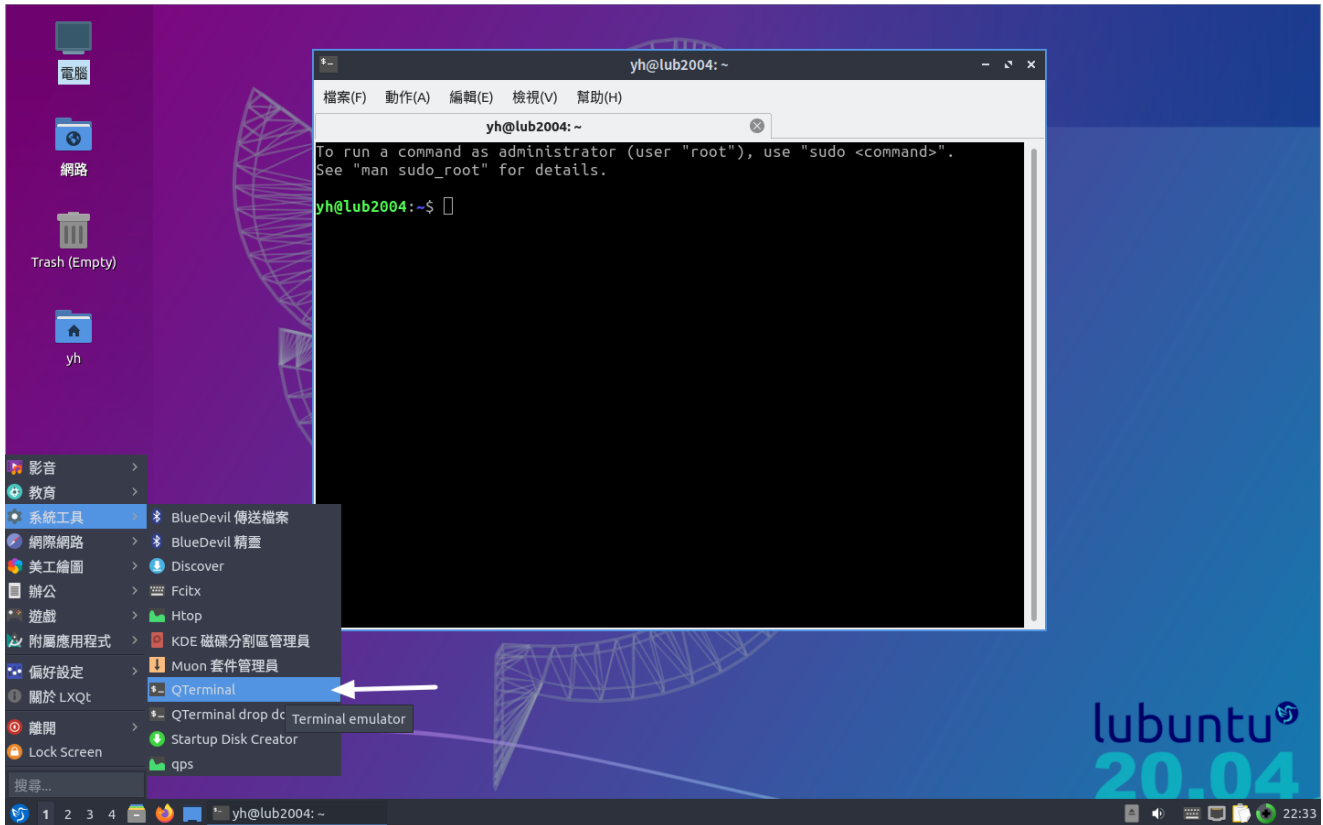 電腦
網路
Trash (Empty)
yh
yh@lub2004: ~
檔案(F) 動作(A) 編輯(E) 檢視(V) 幫助(H)
yh@lub2004: ~
To run a command as administrator (user "root"), use "sudo <command>".
See "man sudo_root" for details.
yh@lub2004:~$
影音
教育
系統工具
網際網路
美工繪圖
辦公
遊戲
附屬應用程式
偏好設定
關於 LXQt
離開
Lock Screen
搜尋...
BlueDevil 傳送檔案
BlueDevil 精靈
Discover
Fcitx
Htop
KDE 磁碟分割區管理員
Muon 套件管理員
QTerminal
QTerminal drop do
Terminal emulator
Startup Disk Creator
qps
lubuntu
20.04
1 2 3 4 yh@lub2004: ~ 22:33